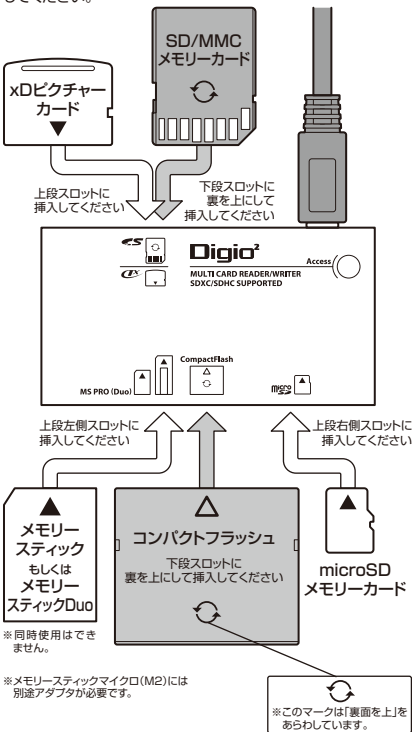 してください。
SD/MMC
メモリーカード
xDピクチャー
カード
上段スロットに
挿入してください
下段スロットに
裏を上にして
挿入してください
Digio²
MULTI CARD READER/WRITER
SDXC/SDHC SUPPORTED
Access
CompactFlash
MS PRO (Duo)
micro
上段左側スロットに
挿入してください
上段右側スロットに
挿入してください
メモリー
スティック
もしくは
メモリー
スティックDuo
コンパクトフラッシュ
下段スロットに
裏を上にして挿入してください
microSD
メモリーカード
※同時使用はでき
ません。
※メモリースティックマイクロ(M2)には
別途アダプタが必要です。
※このマークは「裏面を上」を
あらわしています。